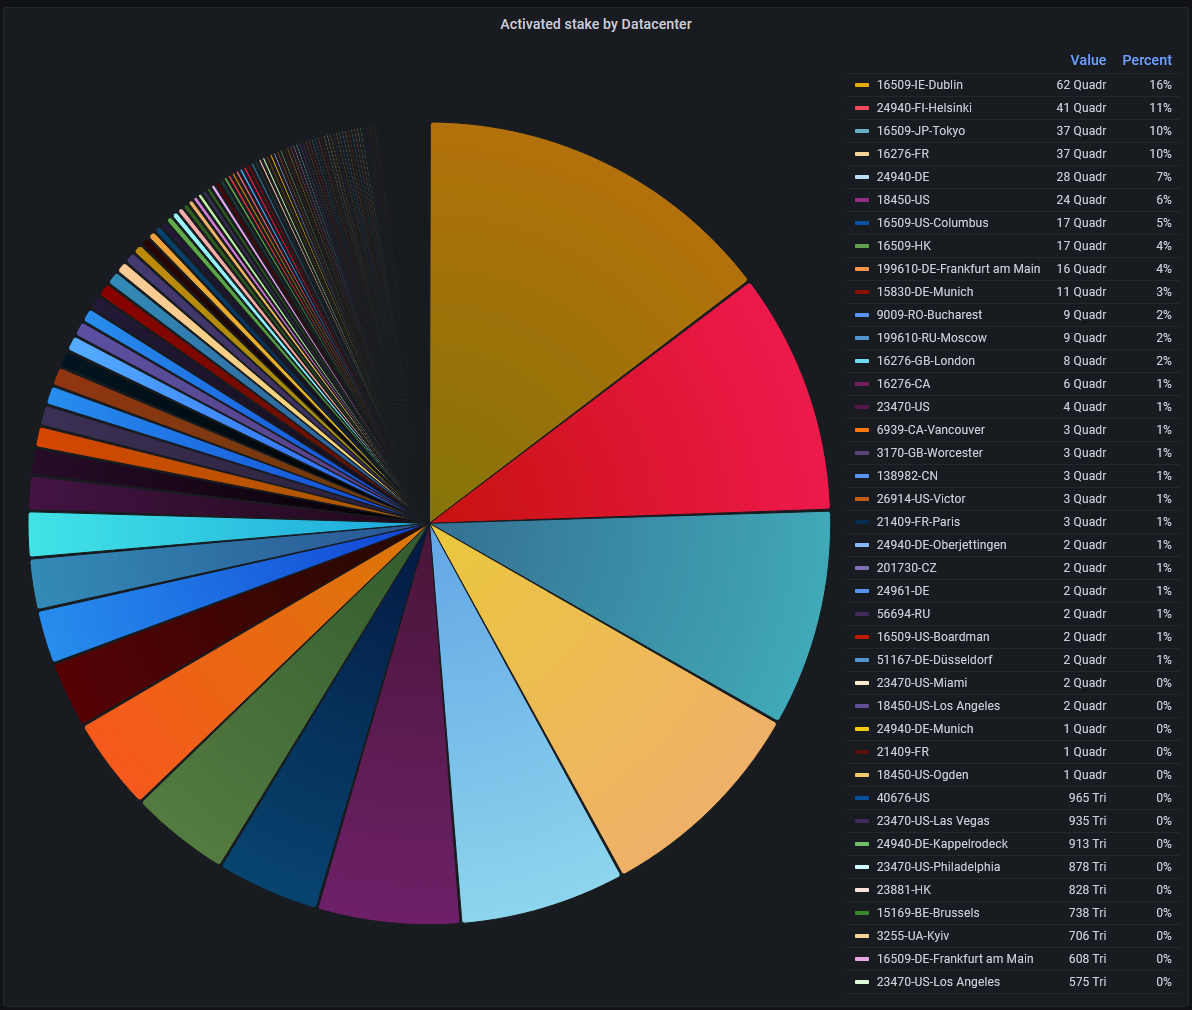 Activated stake by Datacenter
Value Percent
16509-IE-Dublin 62 Quadr 16%
24940-FI-Helsinki 41 Quadr 11%
16509-JP-Tokyo 37 Quadr 10%
16276-FR 37 Quadr 10%
24940-DE 28 Quadr 7%
18450-US 24 Quadr 6%
16509-US-Columbus 17 Quadr 5%
16509-HK 17 Quadr 4%
199610-DE-Frankfurt am Main 16 Quadr 4%
15830-DE-Munich 11 Quadr 3%
9009-RO-Bucharest 9 Quadr 2%
199610-RU-Moscow 9 Quadr 2%
16276-GB-London 8 Quadr 2%
16276-CA 6 Quadr 1%
23470-US 4 Quadr 1%
6939-CA-Vancouver 3 Quadr 1%
3170-GB-Worcester 3 Quadr 1%
138982-CN 3 Quadr 1%
26914-US-Victor 3 Quadr 1%
21409-FR-Paris 3 Quadr 1%
24940-DE-Oberjettingen 2 Quadr 1%
201730-CZ 2 Quadr 1%
24961-DE 2 Quadr 1%
56694-RU 2 Quadr 1%
16509-US-Boardman 2 Quadr 1%
51167-DE-Düsseldorf 2 Quadr 1%
23470-US-Miami 2 Quadr 0%
18450-US-Los Angeles 2 Quadr 0%
24940-DE-Munich 1 Quadr 0%
21409-FR 1 Quadr 0%
18450-US-Ogden 1 Quadr 0%
40676-US 965 Tri 0%
23470-US-Las Vegas 935 Tri 0%
24940-DE-Kappelrodeck 913 Tri 0%
23470-US-Philadelphia 878 Tri 0%
23881-HK 828 Tri 0%
15169-BE-Brussels 738 Tri 0%
3255-UA-Kyiv 706 Tri 0%
16509-DE-Frankfurt am Main 608 Tri 0%
23470-US-Los Angeles 575 Tri 0%